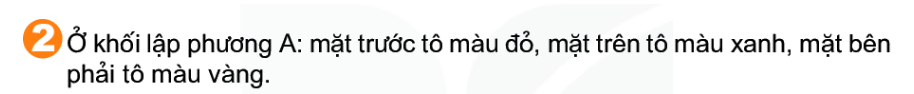 2 Ở khối lập phương A: mặt trước tô màu đỏ, mặt trên tô màu xanh, mặt bên
phải tô màu vàng.